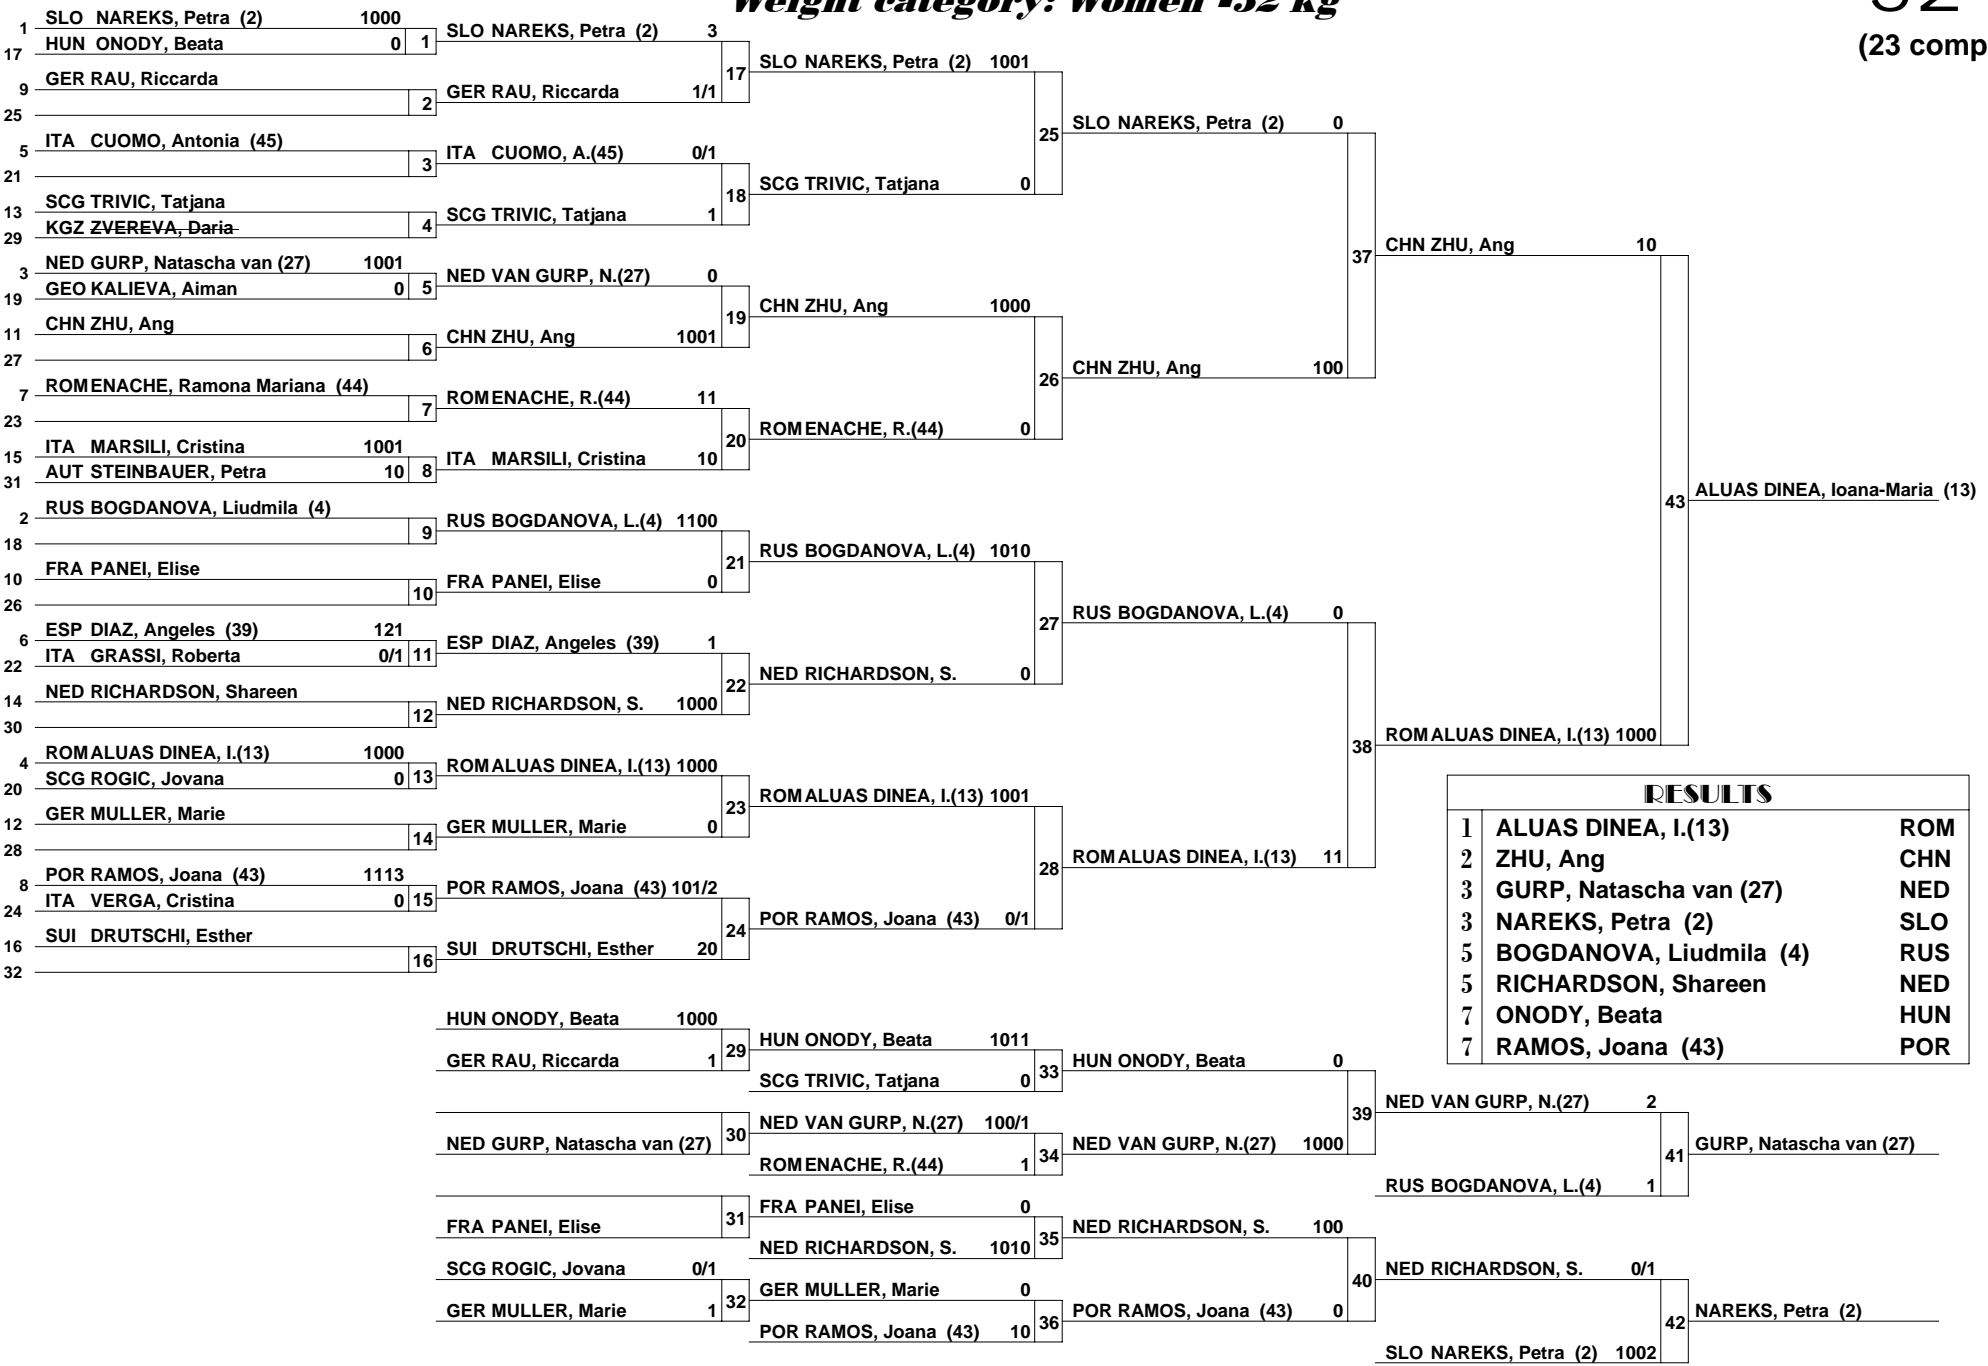 Weight category: Women -52 kg
(23 comp
1 SLO NAREKS, Petra (2) 1000
17 HUN ONODY, Beata 0
1
9 GER RAU, Riccarda
25
2
5 ITA CUOMO, Antonia (45)
21
3
13 SCG TRIVIC, Tatjana
29 KGZ ZVEREVA, Daria
4
3 NED GURP, Natascha van (27) 1001
19 GEO KALIEVA, Aiman 0
5
11 CHN ZHU, Ang
27
6
7 ROM ENACHE, Ramona Mariana (44)
23
7
15 ITA MARSILI, Cristina 1001
31 AUT STEINBAUER, Petra 10
8
2 RUS BOGDANOVA, Liudmila (4)
18
9
10 FRA PANEI, Elise
26
10
6 ESP DIAZ, Angeles (39) 121
22 ITA GRASSI, Roberta 0/1
11
14 NED RICHARDSON, Shareen
30
12
4 ROM ALUAS DINEA, I.(13) 1000
20 SCG ROGIC, Jovana 0
13
12 GER MULLER, Marie
28
14
8 POR RAMOS, Joana (43) 1113
24 ITA VERGA, Cristina 0
15
16 SUI DRUTSCHI, Esther
32
16
SLO NAREKS, Petra (2) 3
17
GER RAU, Riccarda 1/1
ITA CUOMO, A.(45) 0/1
18
SCG TRIVIC, Tatjana 1
NED VAN GURP, N.(27) 0
19
CHN ZHU, Ang 1001
ROM ENACHE, R.(44) 11
20
ITA MARSILI, Cristina 10
RUS BOGDANOVA, L.(4) 1100
21
FRA PANEI, Elise 0
ESP DIAZ, Angeles (39) 1
22
NED RICHARDSON, S. 1000
ROM ALUAS DINEA, I.(13) 1000
23
GER MULLER, Marie 0
POR RAMOS, Joana (43) 101/2
24
SUI DRUTSCHI, Esther 20
SLO NAREKS, Petra (2) 1001
25
SCG TRIVIC, Tatjana 0
CHN ZHU, Ang 1000
26
ROM ENACHE, R.(44) 0
RUS BOGDANOVA, L.(4) 1010
27
NED RICHARDSON, S. 0
ROM ALUAS DINEA, I.(13) 1001
28
POR RAMOS, Joana (43) 0/1
SLO NAREKS, Petra (2) 0
37
CHN ZHU, Ang 100
RUS BOGDANOVA, L.(4) 0
38
ROM ALUAS DINEA, I.(13) 11
CHN ZHU, Ang 10
43
ROM ALUAS DINEA, I.(13) 1000
ALUAS DINEA, Ioana-Maria (13)
RESULTS
1 ALUAS DINEA, I.(13) ROM
2 ZHU, Ang CHN
3 GURP, Natascha van (27) NED
3 NAREKS, Petra (2) SLO
5 BOGDANOVA, Liudmila (4) RUS
5 RICHARDSON, Shareen NED
7 ONODY, Beata HUN
7 RAMOS, Joana (43) POR
HUN ONODY, Beata 1000
29
GER RAU, Riccarda 1
NED GURP, Natascha van (27)
30
FRA PANEI, Elise
31
SCG ROGIC, Jovana 0/1
32
GER MULLER, Marie 1
HUN ONODY, Beata 1011
33
SCG TRIVIC, Tatjana 0
NED VAN GURP, N.(27) 100/1
34
ROM ENACHE, R.(44) 1
FRA PANEI, Elise 0
35
NED RICHARDSON, S. 1010
GER MULLER, Marie 0
36
POR RAMOS, Joana (43) 10
HUN ONODY, Beata 0
39
NED VAN GURP, N.(27) 1000
NED RICHARDSON, S. 100
40
POR RAMOS, Joana (43) 0
NED VAN GURP, N.(27) 2
41
RUS BOGDANOVA, L.(4) 1
GURP, Natascha van (27)
NED RICHARDSON, S. 0/1
42
SLO NAREKS, Petra (2) 1002
NAREKS, Petra (2)